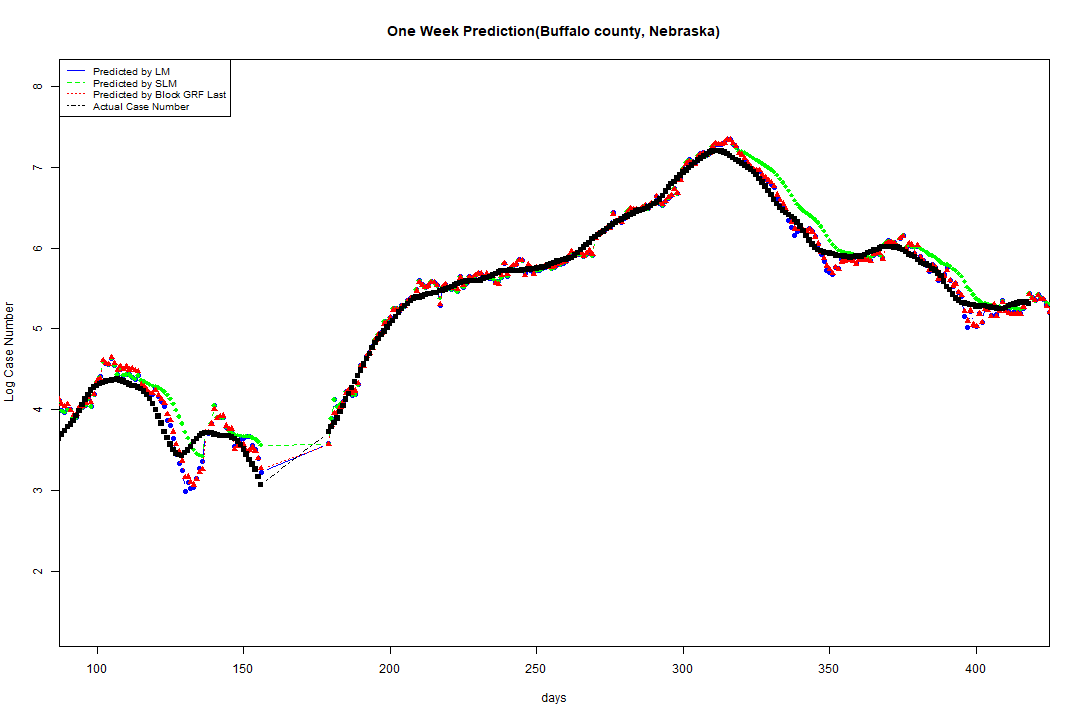 One Week Prediction(Buffalo county, Nebraska)
Predicted by LM
Predicted by SLM
Predicted by Block GRF Last
Actual Case Number
8
7
6
5
4
3
2
Log Case Number
100 150 200 250 300 350 400
days